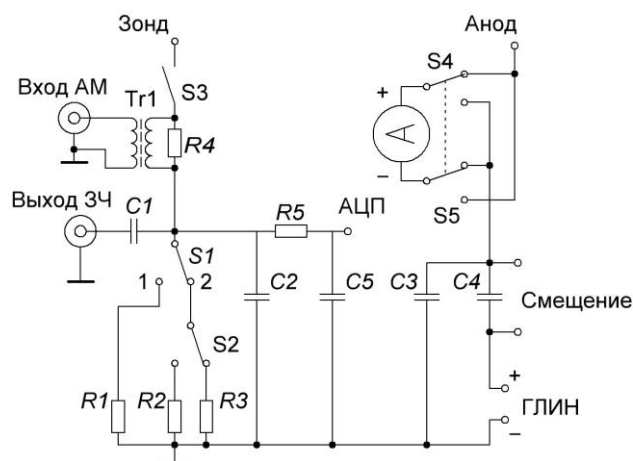 Зонд
Анод
S4
S3
Вход АМ
Tr1
+
R4
A
–
Выход ЗЧ
C1
R5
АЦП
S5
S1
1
2
C2
C5
C3
C4
Смещение
S2
+
R1
R2
R3
ГЛИН
–